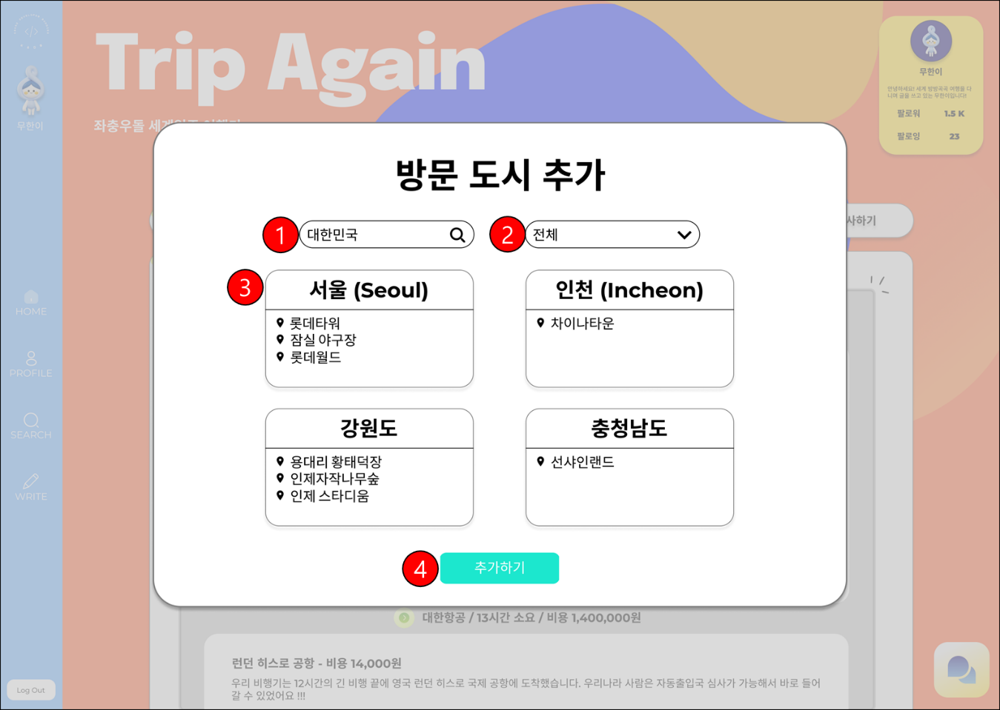 Trip Again
좌충우돌 세계일주 여행기
무한이
HOME
PROFILE
SEARCH
WRITE
Log Out
무한이
안녕하세요! 세계 방방곡곡 여행을 다
니며 글을 쓰고 있는 무한이입니다!
팔로워 1.5 K
팔로잉 23
사하기
방문 도시 추가
1 대한민국
2 전체
3 서울 (Seoul)
롯데타워
잠실 야구장
롯데월드
인천 (Incheon)
차이나타운
강원도
용대리 황태덕장
인제자작나무숲
인제 스타디움
충청남도
선샤인랜드
4 추가하기
대한항공 / 13시간 소요 / 비용 1,400,000원
런던 히스로 공항 - 비용 14,000원
우리 비행기는 12시간의 긴 비행 끝에 영국 런던 히스로 국제 공항에 도착했습니다. 우리나라 사람은 자동출입국 심사가 가능해서 바로 들어
갈 수 있었어요 !!!